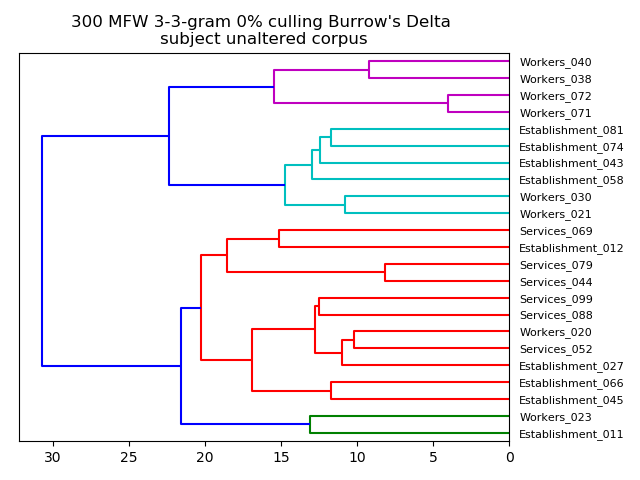 300 MFW 3-3-gram 0% culling Burrow's Delta
subject unaltered corpus
Workers_040
Workers_038
Workers_072
Workers_071
Establishment_081
Establishment_074
Establishment_043
Establishment_058
Workers_030
Workers_021
Services_069
Establishment_012
Services_079
Services_044
Services_099
Services_088
Workers_020
Services_052
Establishment_027
Establishment_066
Establishment_045
Workers_023
Establishment_011
30 25 20 15 10 5 0